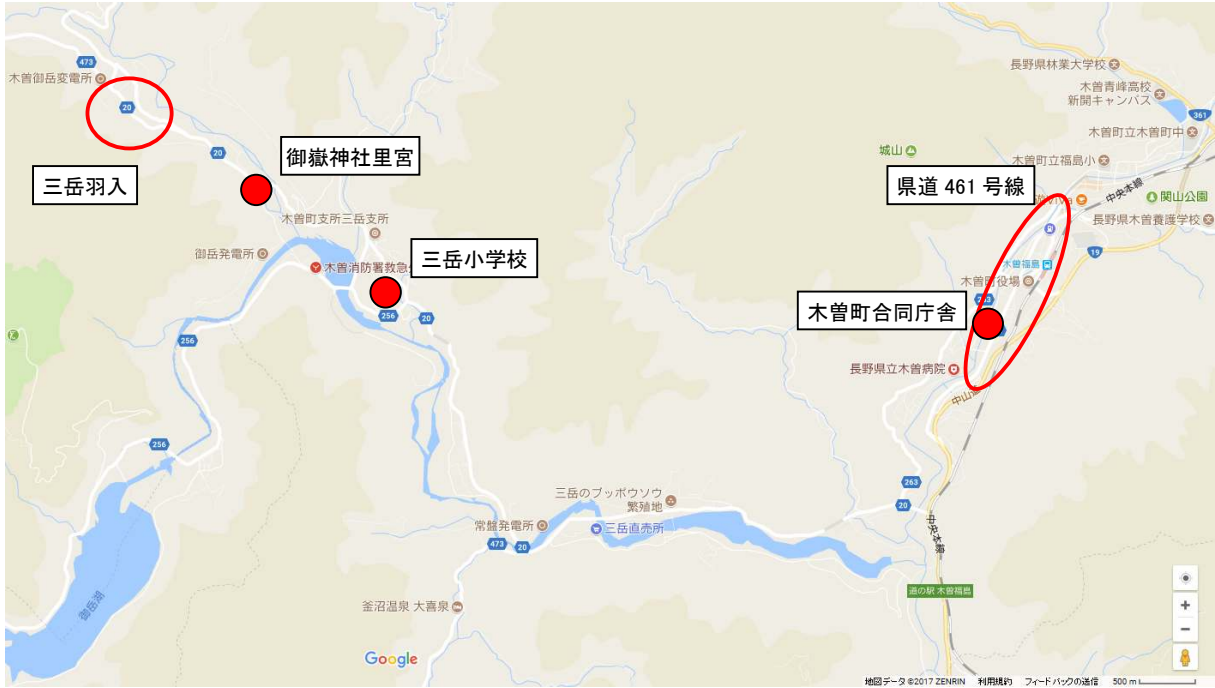 473
木曽御岳変電所
20
三岳羽入
20
御嶽神社里宮
木曽町支所三岳支所
御岳発電所
木曽消防署救急
三岳小学校
256
20
256
256
御岳湖
常盤発電所
473
20
三岳のブッポウソウ
繁殖地
三岳直売所
釜沼温泉 大喜泉
Google
長野県林業大学校
木曽青峰高校
新開キャンパス
361
木曽町立木曽町中
城山
木曽町立福島小
県道 461 号線
中央本線
関山公園
長野県木曽養護学校
19
木曽福島
木曽町役場
木曽町合同庁舎
長野県立木曽病院
中山道
263
20
中央本線
道の駅 木曽福島
地図データ ©2017 ZENRIN 利用規約 フィードバックの送信 500 m